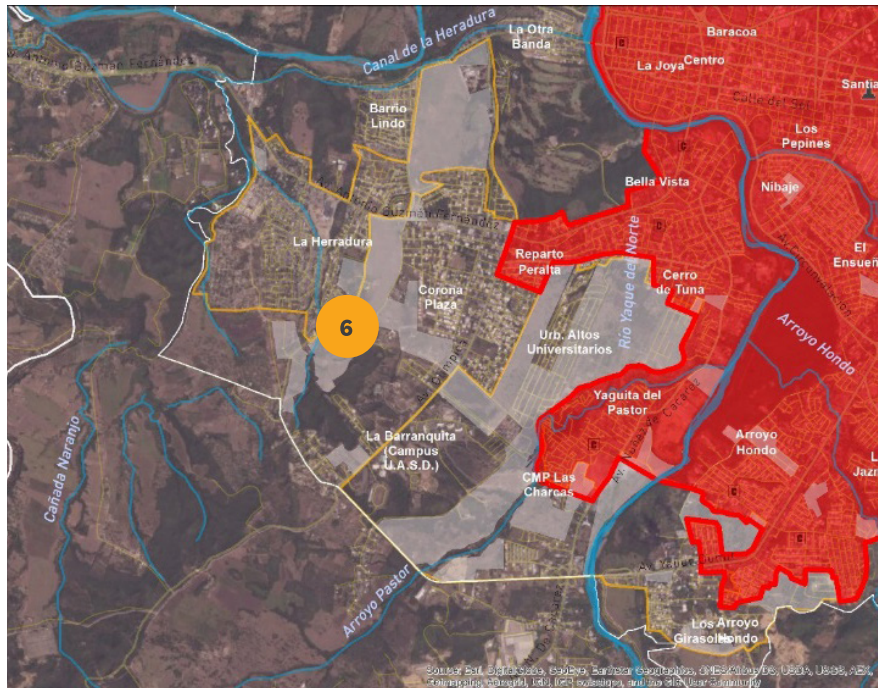 La Otra
Banda
Canal de la Heradura
Baracoa
La Joya
Centro
Santia
Los
Pepines
Barrio
Lindo
Bella Vista
Nibaje
La Herradura
Reparto
Peralta
Rio Yaque del Norte
El
Ensueñ
Corona
Plaza
Cerro
de Tuna
6
Urb. Altos
Universitarios
Arroyo Hondo
Yaguita del
Pastor
La Barranquita
(Campus
U.A.S.D.)
Arroyo
Hondo
L
Jazm
CMP Las
Charcas
Cañada Naranjo
Arroyo Pastor
Los
Girasoles
Arroyo
Hondo